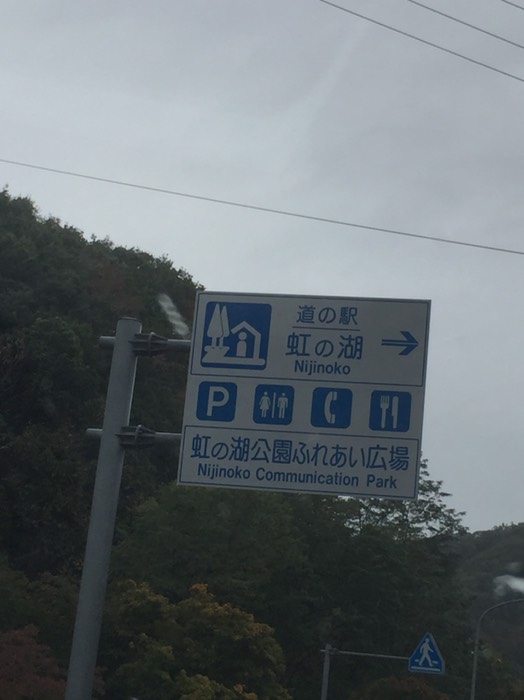 道の駅
虹の湖
Nijinoko
P
虹の湖公園ふれあい広場
Nijinoko Communication Park